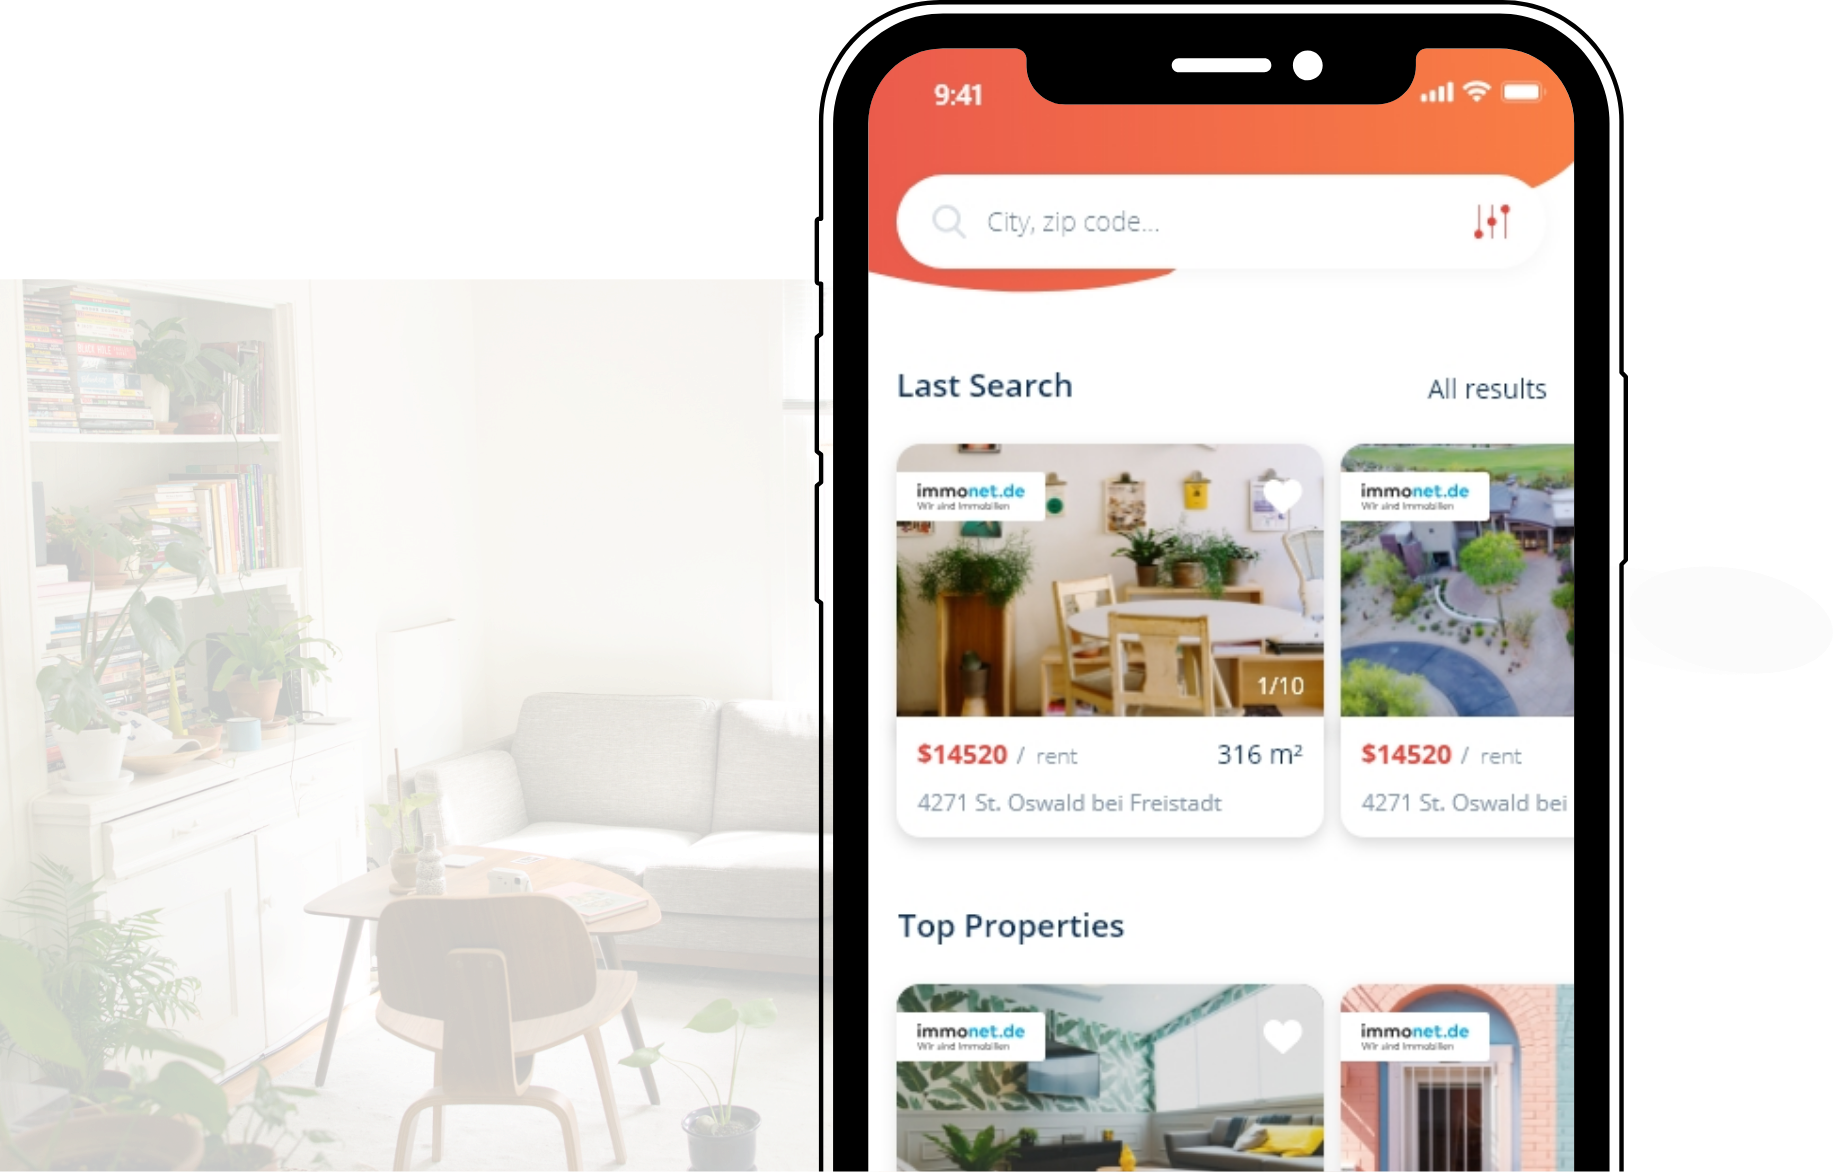 9:41
City, zip code...
Last Search
All results
immonet.de
Wir sind Immobilien
immonet.de
Wir sind Immobilien
1/10
$14520 / rent
316 m²
4271 St. Oswald bei Freistadt
$14520 / rent
4271 St. Oswald bei
Top Properties
immonet.de
Wir sind Immobilien
immonet.de
Wir sind Immobilien